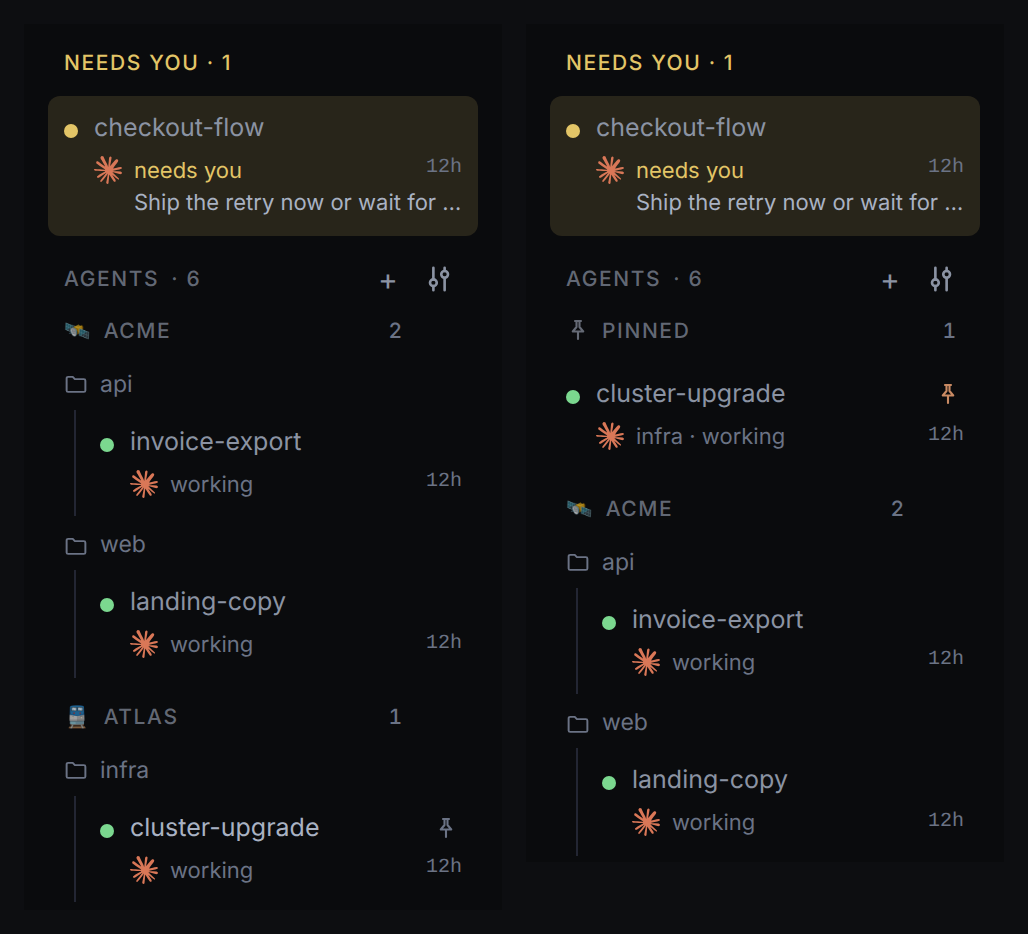 NEEDS YOU · 1
checkout-flow
needs you 12h
Ship the retry now or wait for ...
AGENTS · 6 +
ACME 2
api
invoice-export
working 12h
web
landing-copy
working 12h
ATLAS 1
infra
cluster-upgrade
working 12h
NEEDS YOU · 1
checkout-flow
needs you 12h
Ship the retry now or wait for ...
AGENTS · 6 +
PINNED 1
cluster-upgrade
infra · working 12h
ACME 2
api
invoice-export
working 12h
web
landing-copy
working 12h